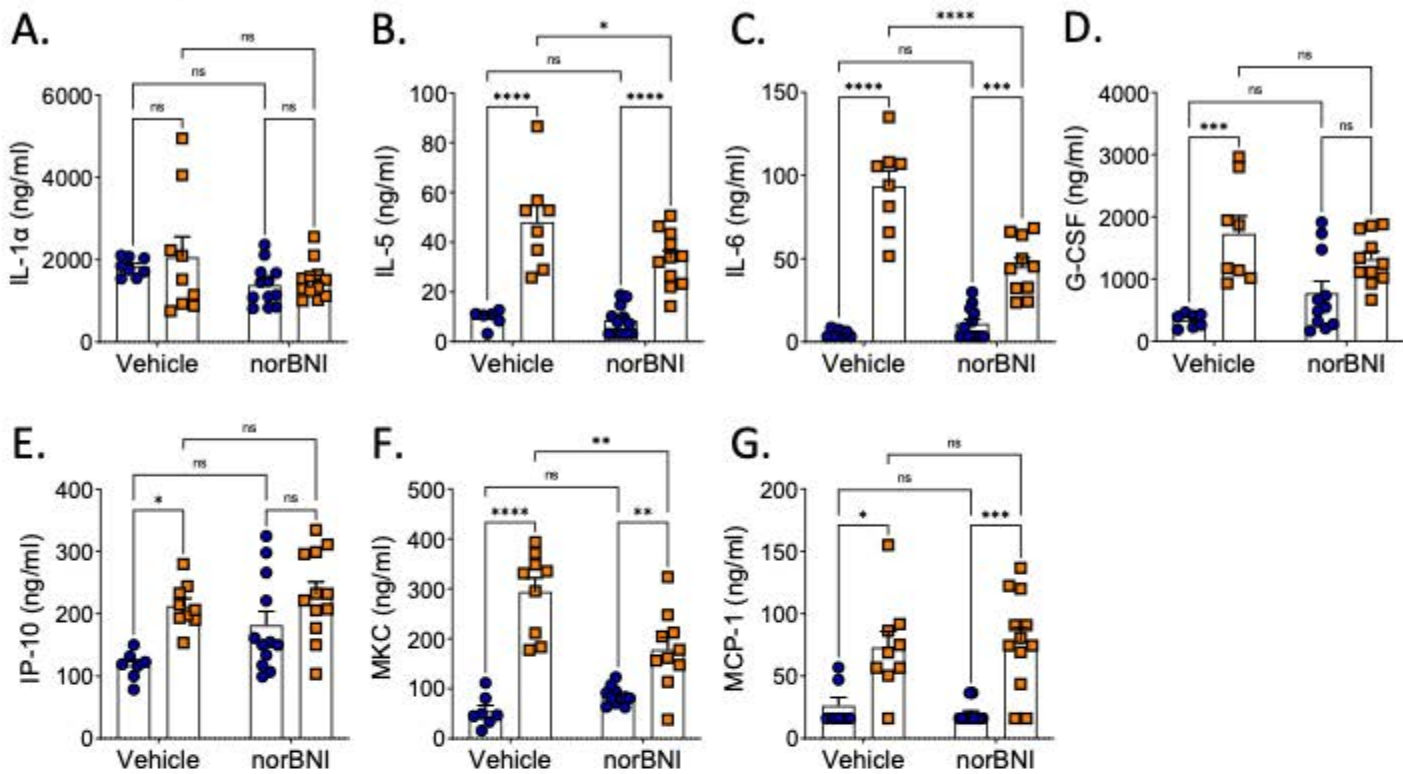 A.
ns
ns
ns
ns
IL-1α (ng/ml)
6000
4000
2000
0
Vehicle
norBNI
B.
*
ns
****
****
IL-5 (ng/ml)
100
80
60
40
20
0
Vehicle
norBNI
C.
****
ns
****
***
IL-6 (ng/ml)
150
100
50
0
Vehicle
norBNI
D.
ns
ns
***
ns
G-CSF (ng/ml)
4000
3000
2000
1000
0
Vehicle
norBNI
E.
ns
ns
*
ns
IP-10 (ng/ml)
400
300
200
100
0
Vehicle
norBNI
F.
**
ns
****
**
MKC (ng/ml)
500
400
300
200
100
0
Vehicle
norBNI
G.
ns
ns
*
***
MCP-1 (ng/ml)
200
150
100
50
0
Vehicle
norBNI